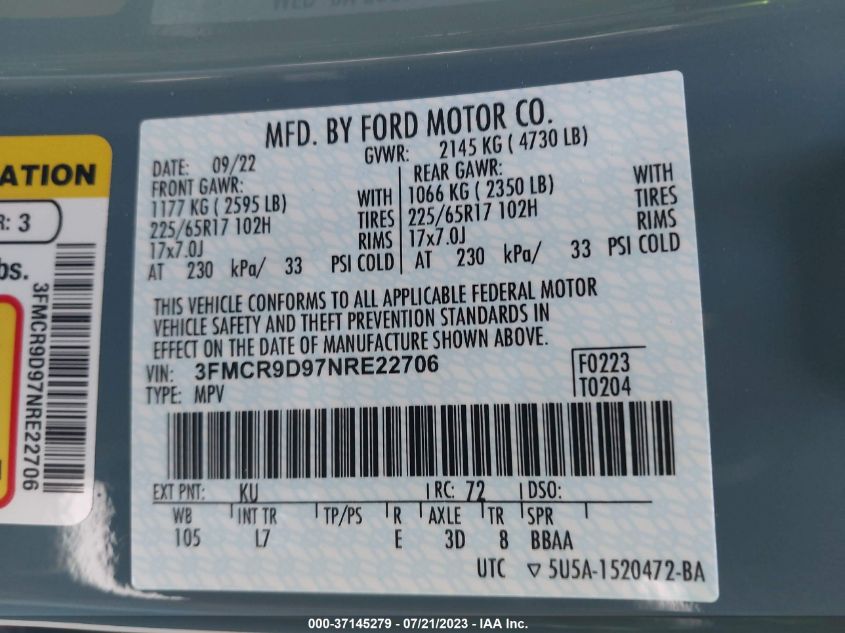 MFD. BY FORD MOTOR CO.
DATE: 09/22 GVWR: 2145 KG ( 4730 LB)
FRONT GAWR: REAR GAWR: WITH
1177 KG ( 2595 LB) WITH 1066 KG ( 2350 LB) TIRES
225/65R17 102H TIRES 225/65R17 102H RIMS
17x7.0J RIMS 17x7.0J
AT 230 kPa/ 33 PSI COLD AT 230 kPa/ 33 PSI COLD
THIS VEHICLE CONFORMS TO ALL APPLICABLE FEDERAL MOTOR
VEHICLE SAFETY AND THEFT PREVENTION STANDARDS IN
EFFECT ON THE DATE OF MANUFACTURE SHOWN ABOVE.
VIN: 3FMCR9D97NRE22706 F0223
TYPE: MPV T0204
EXT PNT: KU RC: 72 DSO:
WB INT TR TP/PS R AXLE TR SPR
105 L7 E 3D 8 BBAA
UTC ▽ 5U5A-1520472-BA
ATION
R: 3
bs.
3FMCR9D97NRE22706
000-37145279 / 07/21/2023 - IAA Inc.